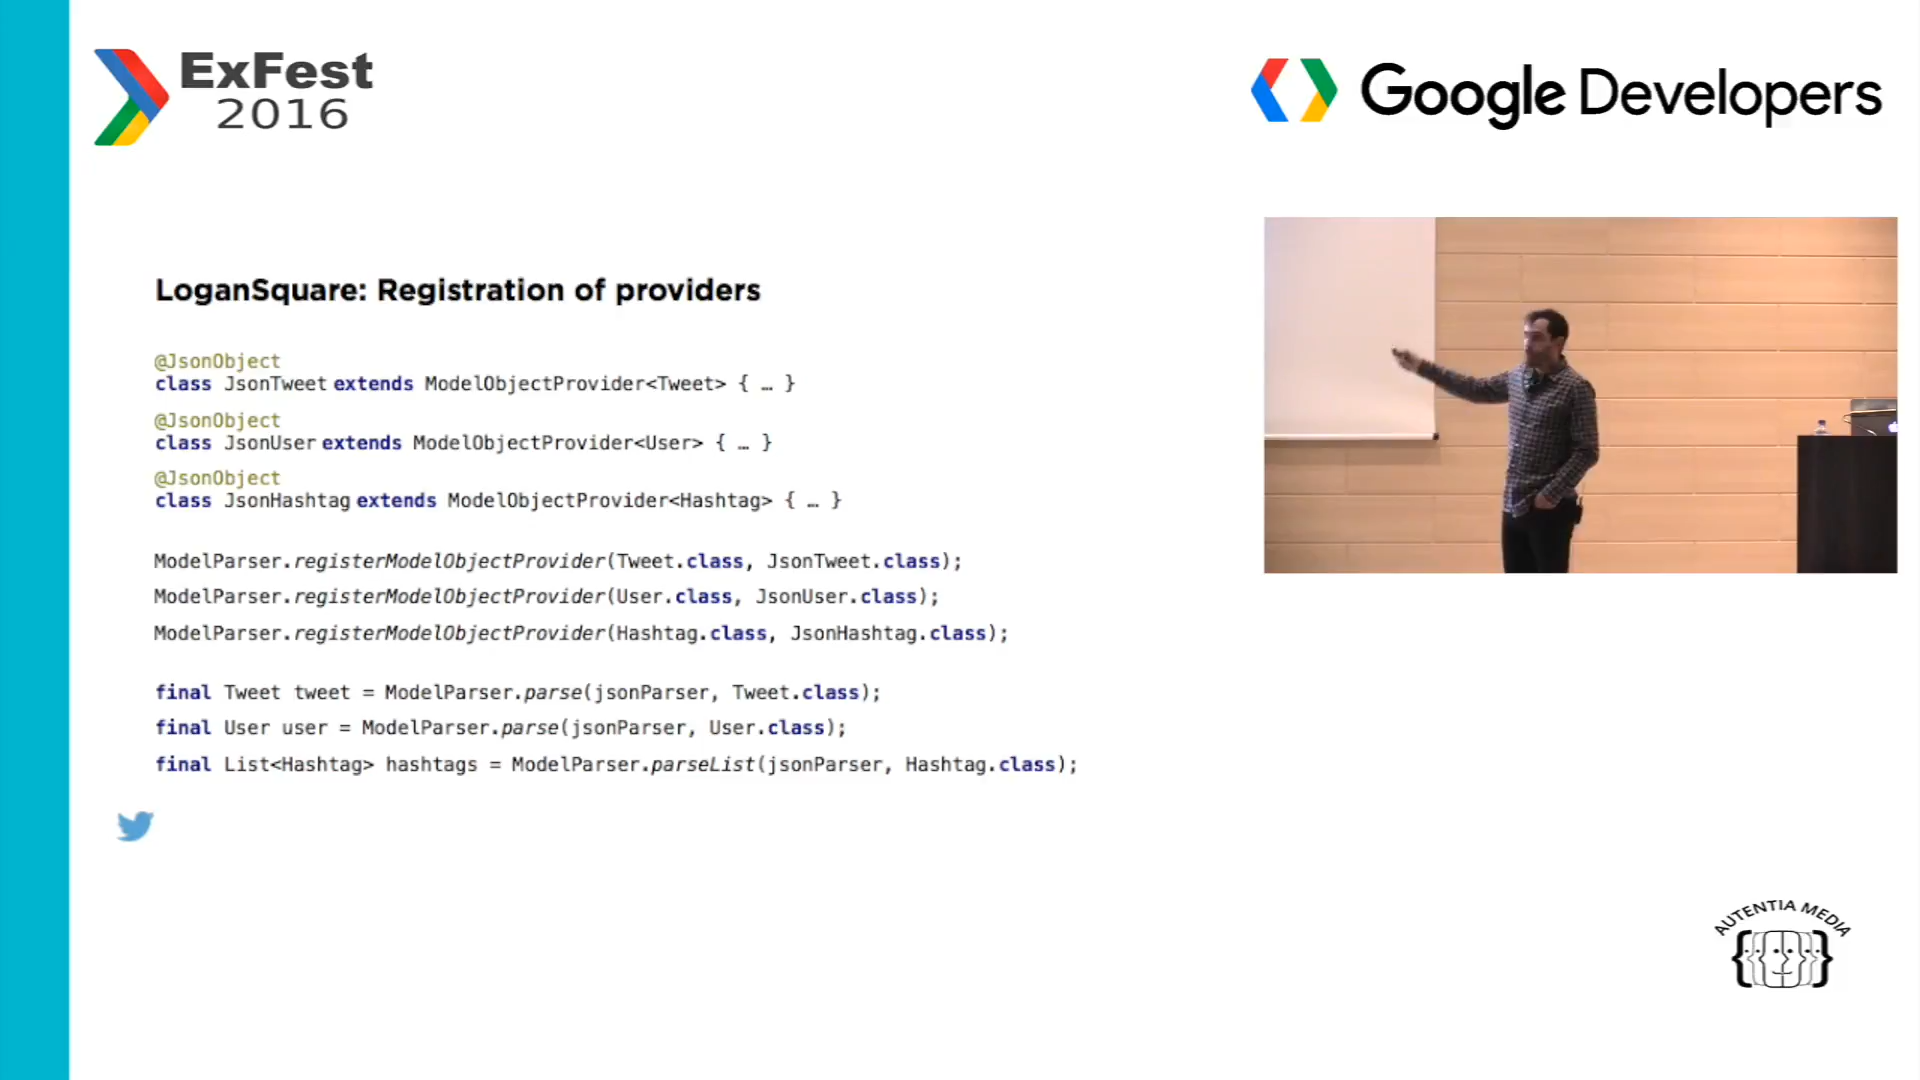 ExFest
2016
Google Developers
LoganSquare: Registration of providers
@JsonObject
class JsonTweet extends ModelObjectProvider<Tweet> { … }
@JsonObject
class JsonUser extends ModelObjectProvider<User> { … }
@JsonObject
class JsonHashtag extends ModelObjectProvider<Hashtag> { … }
ModelParser.registerModelObjectProvider(Tweet.class, JsonTweet.class);
ModelParser.registerModelObjectProvider(User.class, JsonUser.class);
ModelParser.registerModelObjectProvider(Hashtag.class, JsonHashtag.class);
final Tweet tweet = ModelParser.parse(jsonParser, Tweet.class);
final User user = ModelParser.parse(jsonParser, User.class);
final List<Hashtag> hashtags = ModelParser.parseList(jsonParser, Hashtag.class);
AUTENTIA MEDIA